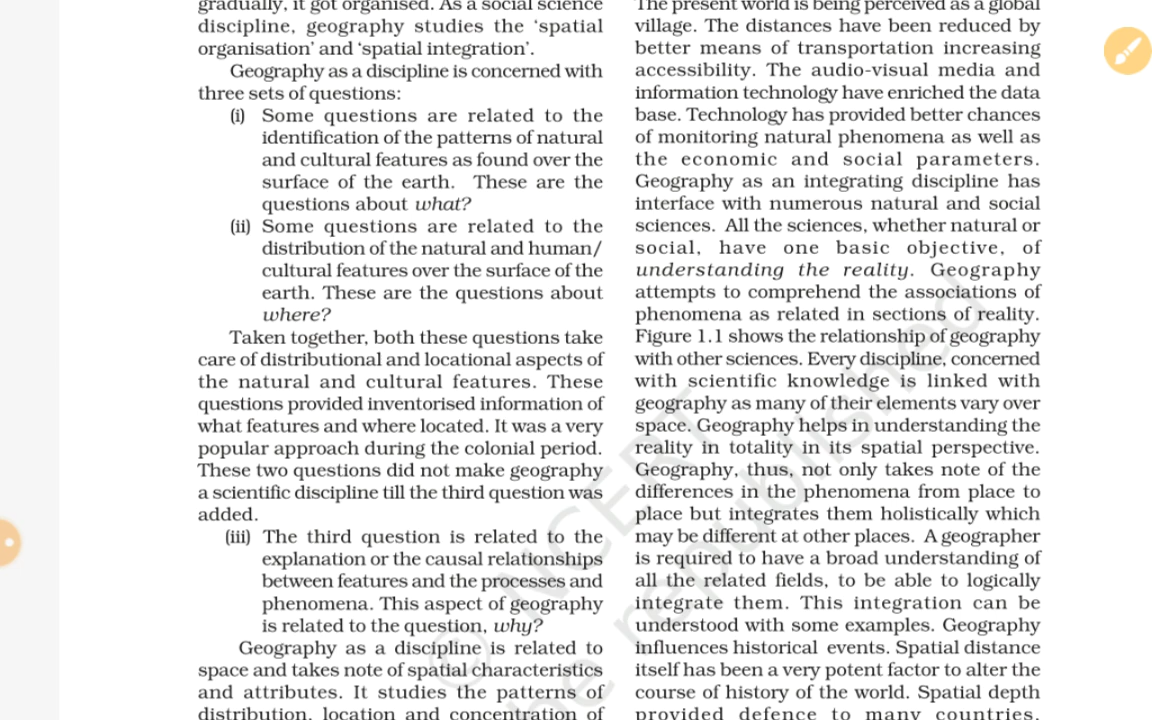 gradually, it got organised. As a social science
discipline, geography studies the ‘spatial
organisation’ and ‘spatial integration’.
Geography as a discipline is concerned with
three sets of questions:
(i) Some questions are related to the
identification of the patterns of natural
and cultural features as found over the
surface of the earth. These are the
questions about what?
(ii) Some questions are related to the
distribution of the natural and human/
cultural features over the surface of the
earth. These are the questions about
where?
Taken together, both these questions take
care of distributional and locational aspects of
the natural and cultural features. These
questions provided inventorised information of
what features and where located. It was a very
popular approach during the colonial period.
These two questions did not make geography
a scientific discipline till the third question was
added.
(iii) The third question is related to the
explanation or the causal relationships
between features and the processes and
phenomena. This aspect of geography
is related to the question, why?
Geography as a discipline is related to
space and takes note of spatial characteristics
and attributes. It studies the patterns of
distribution, location and concentration of
The present world is being perceived as a global
village. The distances have been reduced by
better means of transportation increasing
accessibility. The audio-visual media and
information technology have enriched the data
base. Technology has provided better chances
of monitoring natural phenomena as well as
the economic and social parameters.
Geography as an integrating discipline has
interface with numerous natural and social
sciences. All the sciences, whether natural or
social, have one basic objective, of
understanding the reality. Geography
attempts to comprehend the associations of
phenomena as related in sections of reality.
Figure 1.1 shows the relationship of geography
with other sciences. Every discipline, concerned
with scientific knowledge is linked with
geography as many of their elements vary over
space. Geography helps in understanding the
reality in totality in its spatial perspective.
Geography, thus, not only takes note of the
differences in the phenomena from place to
place but integrates them holistically which
may be different at other places. A geographer
is required to have a broad understanding of
all the related fields, to be able to logically
integrate them. This integration can be
understood with some examples. Geography
influences historical events. Spatial distance
itself has been a very potent factor to alter the
course of history of the world. Spatial depth
provided defence to many countries,
© NCERT
be republished